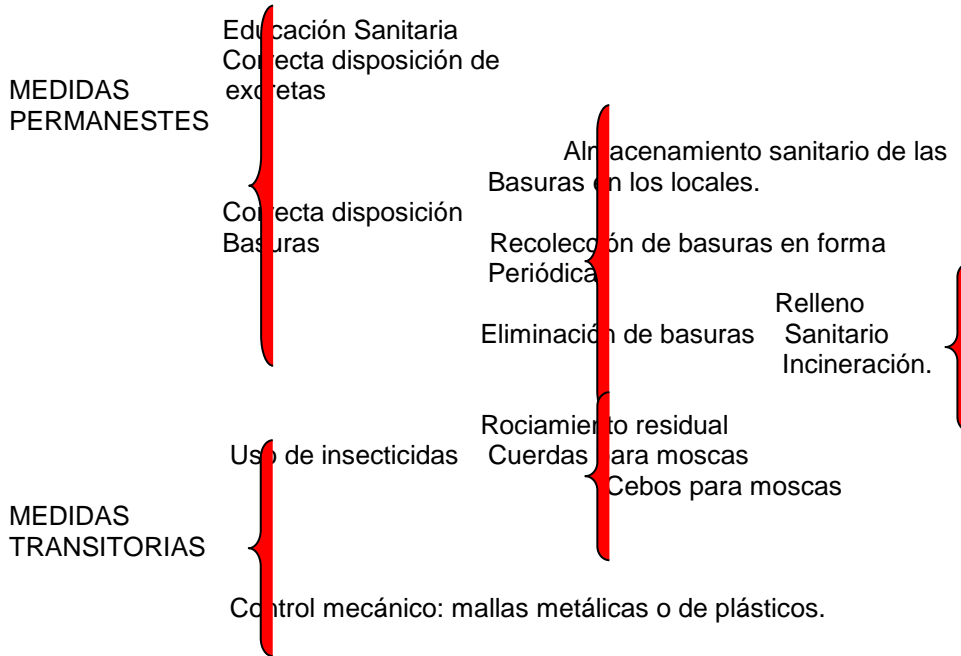 Educación Sanitaria
Correcta disposición de
excretas
MEDIDAS
PERMANESTES
Almacenamiento sanitario de las
Basuras en los locales.
Correcta disposición
Basuras
Recolección de basuras en forma
Periódica
Relleno
Eliminación de basuras
Sanitario
Incineración.
Rociamiento residual
Uso de insecticidas
Cuerdas para moscas
Cebos para moscas
MEDIDAS
TRANSITORIAS
Control mecánico: mallas metálicas o de plásticos.